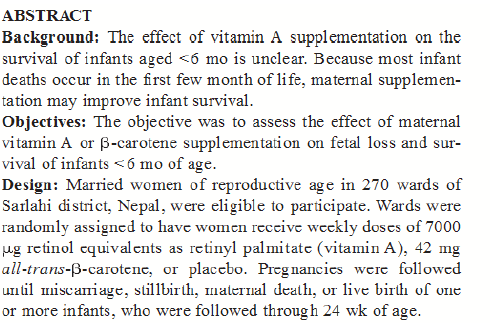 ABSTRACT
Background: The effect of vitamin A supplementation on the
survival of infants aged <6 mo is unclear. Because most infant
deaths occur in the first few month of life, maternal supplemen-
tation may improve infant survival.
Objectives: The objective was to assess the effect of maternal
vitamin A or β-carotene supplementation on fetal loss and sur-
vival of infants <6 mo of age.
Design: Married women of reproductive age in 270 wards of
Sarlahi district, Nepal, were eligible to participate. Wards were
randomly assigned to have women receive weekly doses of 7000
μg retinol equivalents as retinyl palmitate (vitamin A), 42 mg
all-trans-β-carotene, or placebo. Pregnancies were followed
until miscarriage, stillbirth, maternal death, or live birth of one
or more infants, who were followed through 24 wk of age.